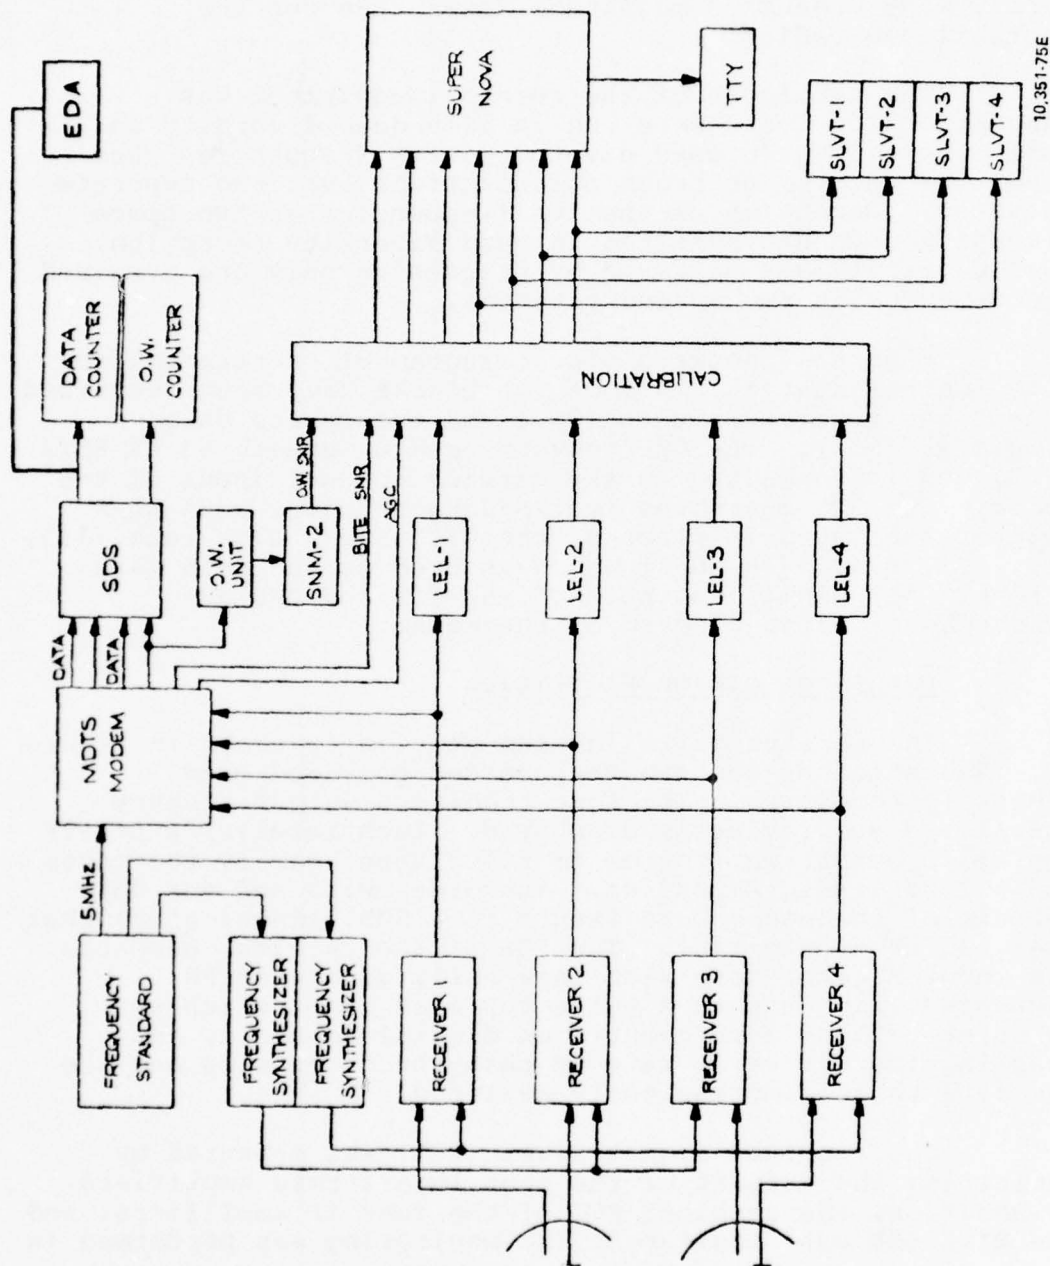 FREQUENCY
STANDARD
5MHz
MDTS
MODEM
DATA
DATA
SDS
DATA
COUNTER
O.W.
COUNTER
EDA
FREQUENCY
SYNTHESIZER
FREQUENCY
SYNTHESIZER
O.W.
UNIT
SNM-2
O.W. SNR
BITE SNR
AGC
RECEIVER 1
LEL-1
RECEIVER 2
LEL-2
RECEIVER 3
LEL-3
RECEIVER 4
LEL-4
CALIBRATION
SUPER
NOVA
TTY
SLVT-1
SLVT-2
SLVT-3
SLVT-4
10,351-75E